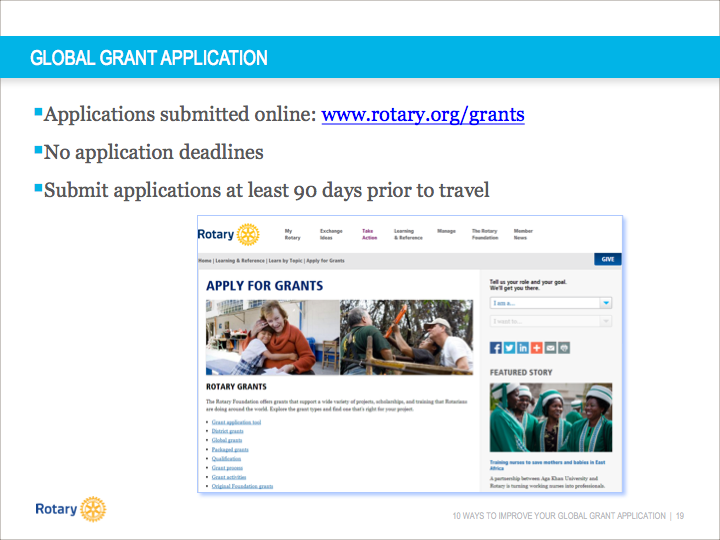 GLOBAL GRANT APPLICATION
Applications submitted online: www.rotary.org/grants
No application deadlines
Submit applications at least 90 days prior to travel
Rotary
My Rotary
Exchange Ideas
Take Action
Learning & Reference
Manage
The Rotary Foundation
Member News
Home | Learning & Reference | Learn by Topic | Apply for Grants
GIVE
APPLY FOR GRANTS
ROTARY GRANTS
The Rotary Foundation offers grants that support a wide variety of projects, scholarships, and training that Rotarians
are doing around the world. Explore the grant types and find one that's right for your project.
Grant application tool
District grants
Global grants
Packaged grants
Qualification
Grant process
Grant activities
Original Foundation grants
Tell us your role and your goal.
We'll get you there.
I am a...
I want to...
FEATURED STORY
Training nurses to save mothers and babies in East
Africa
A partnership between Aga Khan University and
Rotary is turning working nurses into professionals.
Rotary
10 WAYS TO IMPROVE YOUR GLOBAL GRANT APPLICATION | 19